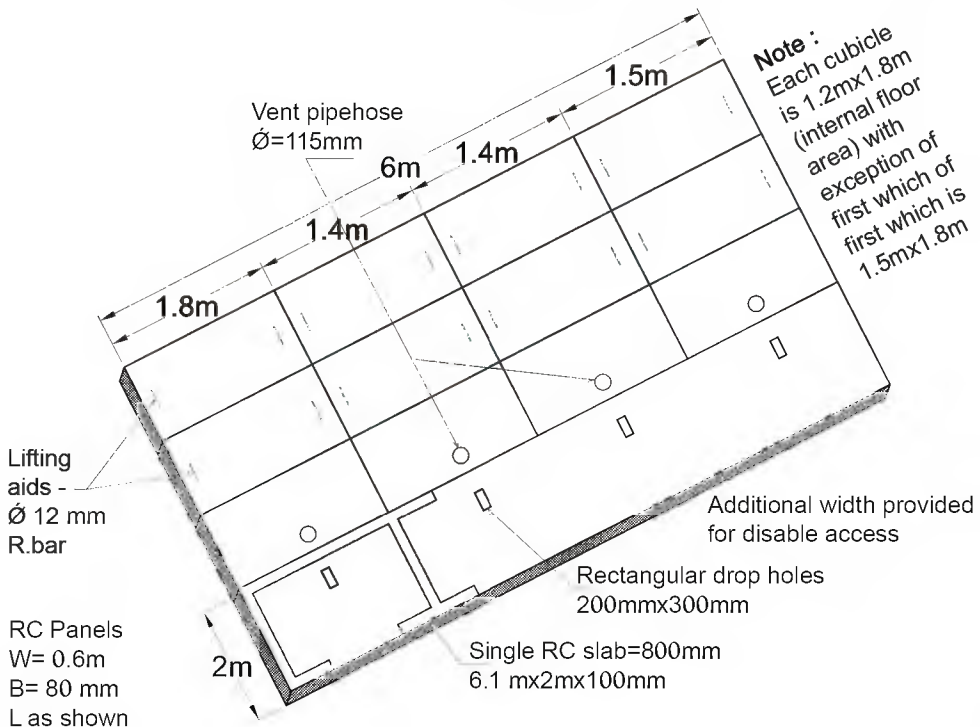 Note :
Each cubicle
is 1.2mx1.8m
(internal floor
area) with
exception of
first which of
first which is
1.5mx1.8m
1.5m
1.4m
6m
1.4m
1.8m
Vent pipehose
Ǿ=115mm
Lifting
aids -
Ø 12 mm
R.bar
RC Panels
W= 0.6m
B= 80 mm
L as shown
2m
Additional width provided
for disable access
Rectangular drop holes
200mmx300mm
Single RC slab=800mm
6.1 mx2mx100mm